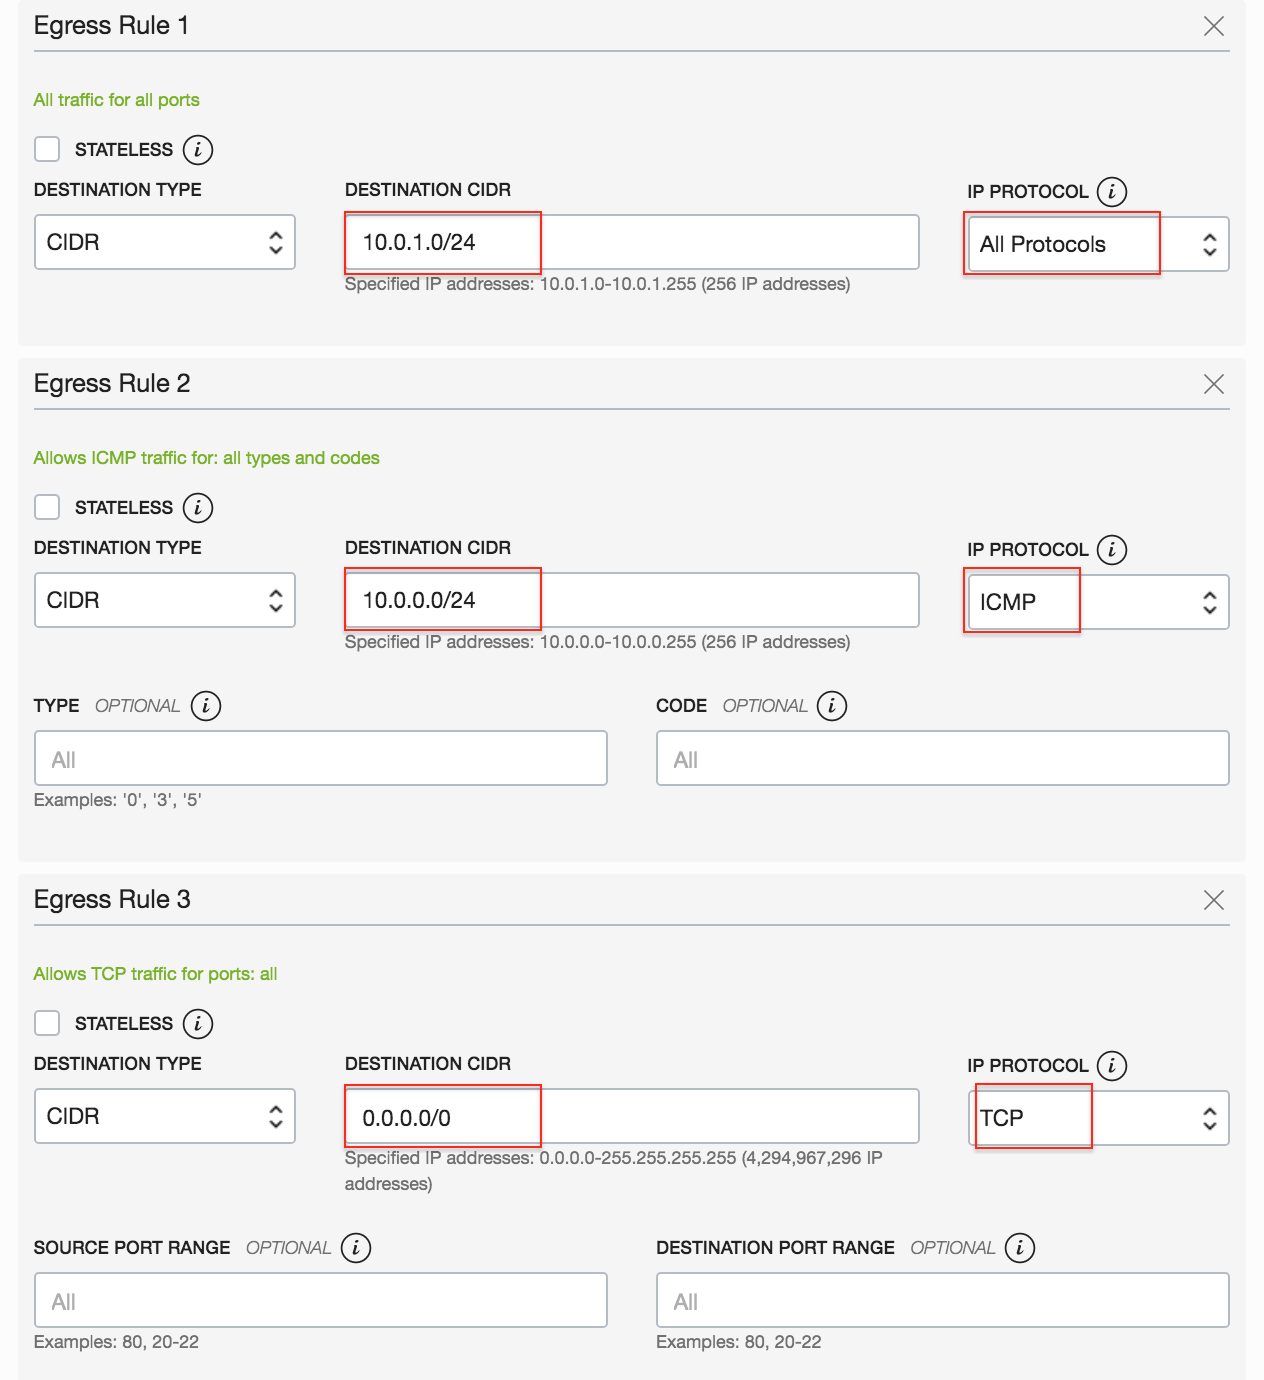 Egress Rule 1
All traffic for all ports
STATELESS i
DESTINATION TYPE DESTINATION CIDR IP PROTOCOL i
CIDR 10.0.1.0/24 All Protocols
Specified IP addresses: 10.0.1.0-10.0.1.255 (256 IP addresses)
Egress Rule 2
Allows ICMP traffic for: all types and codes
STATELESS i
DESTINATION TYPE DESTINATION CIDR IP PROTOCOL i
CIDR 10.0.0.0/24 ICMP
Specified IP addresses: 10.0.0.0-10.0.0.255 (256 IP addresses)
TYPE OPTIONAL i CODE OPTIONAL i
All All
Examples: '0', '3', '5'
Egress Rule 3
Allows TCP traffic for ports: all
STATELESS i
DESTINATION TYPE DESTINATION CIDR IP PROTOCOL i
CIDR 0.0.0.0/0 TCP
Specified IP addresses: 0.0.0.0-255.255.255.255 (4,294,967,296 IP
addresses)
SOURCE PORT RANGE OPTIONAL i DESTINATION PORT RANGE OPTIONAL i
All All
Examples: 80, 20-22 Examples: 80, 20-22